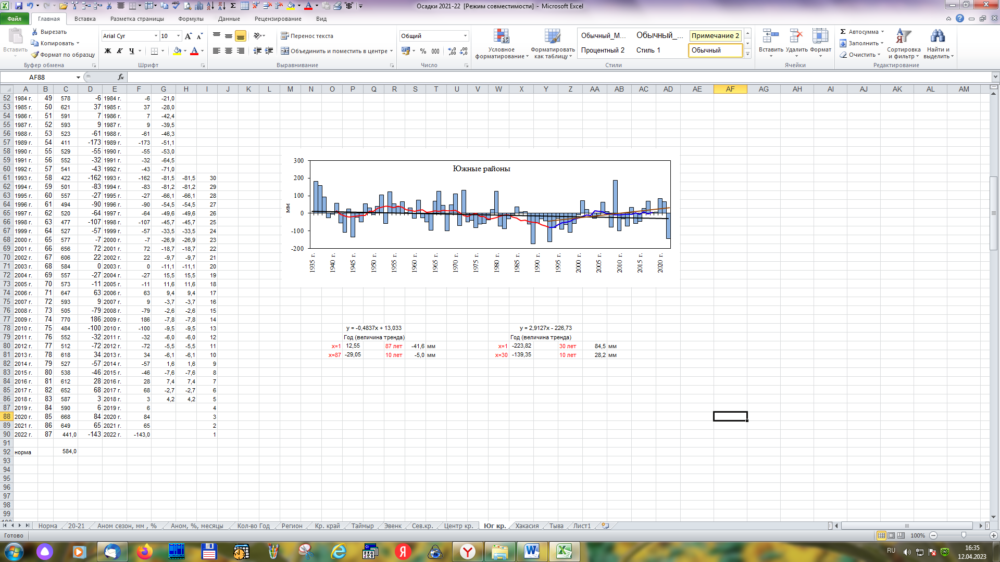 Осадки 2021-22 [Режим совместимости] - Microsoft Excel
Файл Главная Вставка Разметка страницы Формулы Данные Рецензирование Вид
Вставить Вырезать Копировать Формат по образцу Буфер обмена
Arial Cyr 10 Ж К Ч Шрифт
Перенос текста Объединить и поместить в центре Выравнивание
Общий % 000 Число
Условное форматирование Форматировать как таблицу
Обычный_М... Обычный_... Примечание 2
Процентный 2 Стиль 1 Обычный
Стили
Вставить Удалить Формат Ячейки
Σ Автосумма Заполнить Очистить Сортировка и фильтр Найти и выделить Редактирование
AF88 fx
A B C D E F G H I J K L M N O P Q R S T U V W X Y Z AA AB AC AD AE AF AG AH AI AJ AK AL AM
52 1984 г. 49 578 -6 1984 г. -6 -21,0
53 1985 г. 50 621 37 1985 г. 37 -28,0
54 1986 г. 51 591 7 1986 г. 7 -42,4
55 1987 г. 52 593 9 1987 г. 9 -39,5
56 1988 г. 53 523 -61 1988 г. -61 -46,3
57 1989 г. 54 411 -173 1989 г. -173 -51,1
58 1990 г. 55 529 -55 1990 г. -55 -53,0
59 1991 г. 56 552 -32 1991 г. -32 -64,5
60 1992 г. 57 541 -43 1992 г. -43 -71,0
61 1993 г. 58 422 -162 1993 г. -162 -81,5 -81,5 30
62 1994 г. 59 501 -83 1994 г. -83 -81,2 -81,2 29
63 1995 г. 60 557 -27 1995 г. -27 -66,1 -66,1 28
64 1996 г. 61 494 -90 1996 г. -90 -54,5 -54,5 27
65 1997 г. 62 520 -64 1997 г. -64 -49,6 -49,6 26
66 1998 г. 63 477 -107 1998 г. -107 -45,7 -45,7 25
67 1999 г. 64 527 -57 1999 г. -57 -33,5 -33,5 24
68 2000 г. 65 577 -7 2000 г. -7 -26,9 -26,9 23
69 2001 г. 66 656 72 2001 г. 72 -18,7 -18,7 22
70 2002 г. 67 606 22 2002 г. 22 -9,7 -9,7 21
71 2003 г. 68 584 0 2003 г. 0 -11,1 -11,1 20
72 2004 г. 69 557 -27 2004 г. -27 15,5 15,5 19
73 2005 г. 70 573 -11 2005 г. -11 11,6 11,6 18
74 2006 г. 71 647 63 2006 г. 63 9,4 9,4 17
75 2007 г. 72 593 9 2007 г. 9 -3,7 -3,7 16
76 2008 г. 73 505 -79 2008 г. -79 -2,6 -2,6 15
77 2009 г. 74 770 186 2009 г. 186 -7,8 -7,8 14
78 2010 г. 75 484 -100 2010 г. -100 -9,5 -9,5 13
79 2011 г. 76 552 -32 2011 г. -32 -6,0 -6,0 12
80 2012 г. 77 512 -72 2012 г. -72 -5,5 -5,5 11
81 2013 г. 78 618 34 2013 г. 34 -6,1 -6,1 10
82 2014 г. 79 527 -57 2014 г. -57 1,6 1,6 9
83 2015 г. 80 538 -46 2015 г. -46 -7,6 -7,6 8
84 2016 г. 81 612 28 2016 г. 28 7,4 7,4 7
85 2017 г. 82 652 68 2017 г. 68 -2,7 -2,7 6
86 2018 г. 83 587 3 2018 г. 3 4,2 4,2 5
87 2019 г. 84 590 6 2019 г. 6 4
88 2020 г. 85 668 84 2020 г. 84 3
89 2021 г. 86 649 65 2021 г. 65 2
90 2022 г. 87 441,0 -143 2022 г. -143,0 1
91
92 норма 584,0
93
94
95
96
97
98
99
Южные районы
мм
300
200
100
0
-100
-200
1935 г. 1940 г. 1945 г. 1950 г. 1955 г. 1960 г. 1965 г. 1970 г. 1975 г. 1980 г. 1985 г. 1990 г. 1995 г. 2000 г. 2005 г. 2010 г. 2015 г. 2020 г.
y = -0,4837x + 13,033
Год (величина тренда)
x=1 12,55 87 лет -41,6 мм
x=87 -29,05 10 лет -5,0 мм
y = 2,9127x - 226,73
Год (величина тренда)
x=1 -223,82 30 лет 84,5 мм
x=30 -139,35 10 лет 28,2 мм
Норма 20-21 Аном сезон, мм , % Аном, %, месяцы Кол-во Год Регион Кр. край Таймыр Эвенк Сев.кр. Центр кр. Юг кр. Хакасия Тыва Лист1
Готово 100%
RU 16:35
12.04.2023